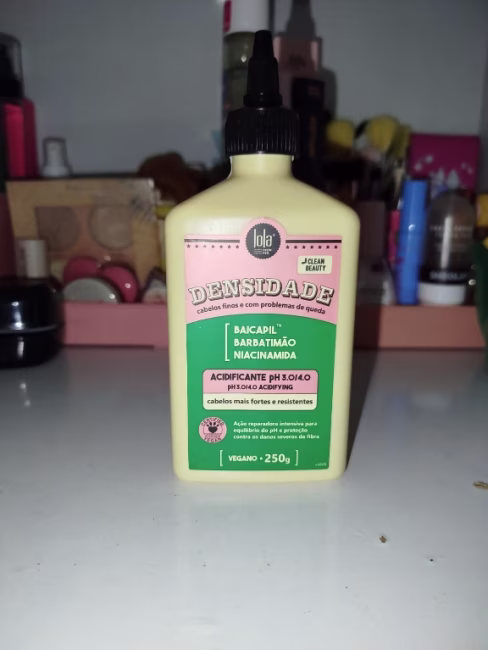 lola
CLEAN
BEAUTY
DENSIDADE
cabelos finos e com problemas de queda
BAICAPIL™
BARBATIMÃO
NIACINAMIDA
ACIDIFICANTE pH 3.0/4.0
pH 3.0/4.0 ACIDIFYING
cabelos mais fortes e resistentes
Ação reparadora intensiva para
equilíbrio do pH e proteção
contra os danos severos da fibra
VEGANO • 250g